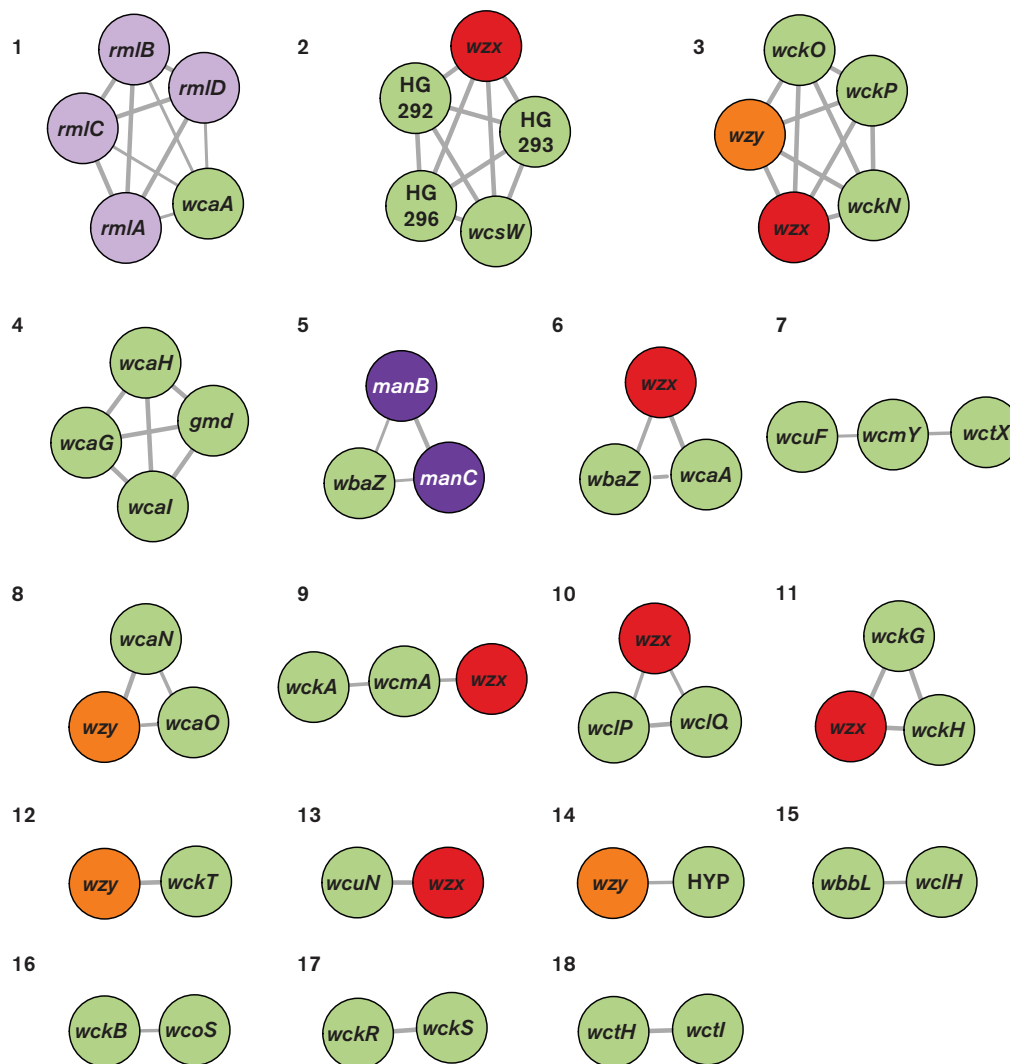 1
rmlB
rmlD
rmlC
wcaA
rmlA
2
wzx
HG
292
HG
293
HG
296
wcsW
3
wckO
wckP
wzy
wckN
wzx
4
wcaH
gmd
wcaG
wcaI
5
manB
wbaZ
manC
6
wzx
wbaZ
wcaA
7
wcuF
wcmY
wctX
8
wcaN
wzy
wcaO
9
wckA
wcmA
wzx
10
wzx
wclP
wclQ
11
wckG
wzx
wckH
12
wzy
wckT
13
wcuN
wzx
14
wzy
HYP
15
wbbL
wclH
16
wckB
wcoS
17
wckR
wckS
18
wctH
wctI